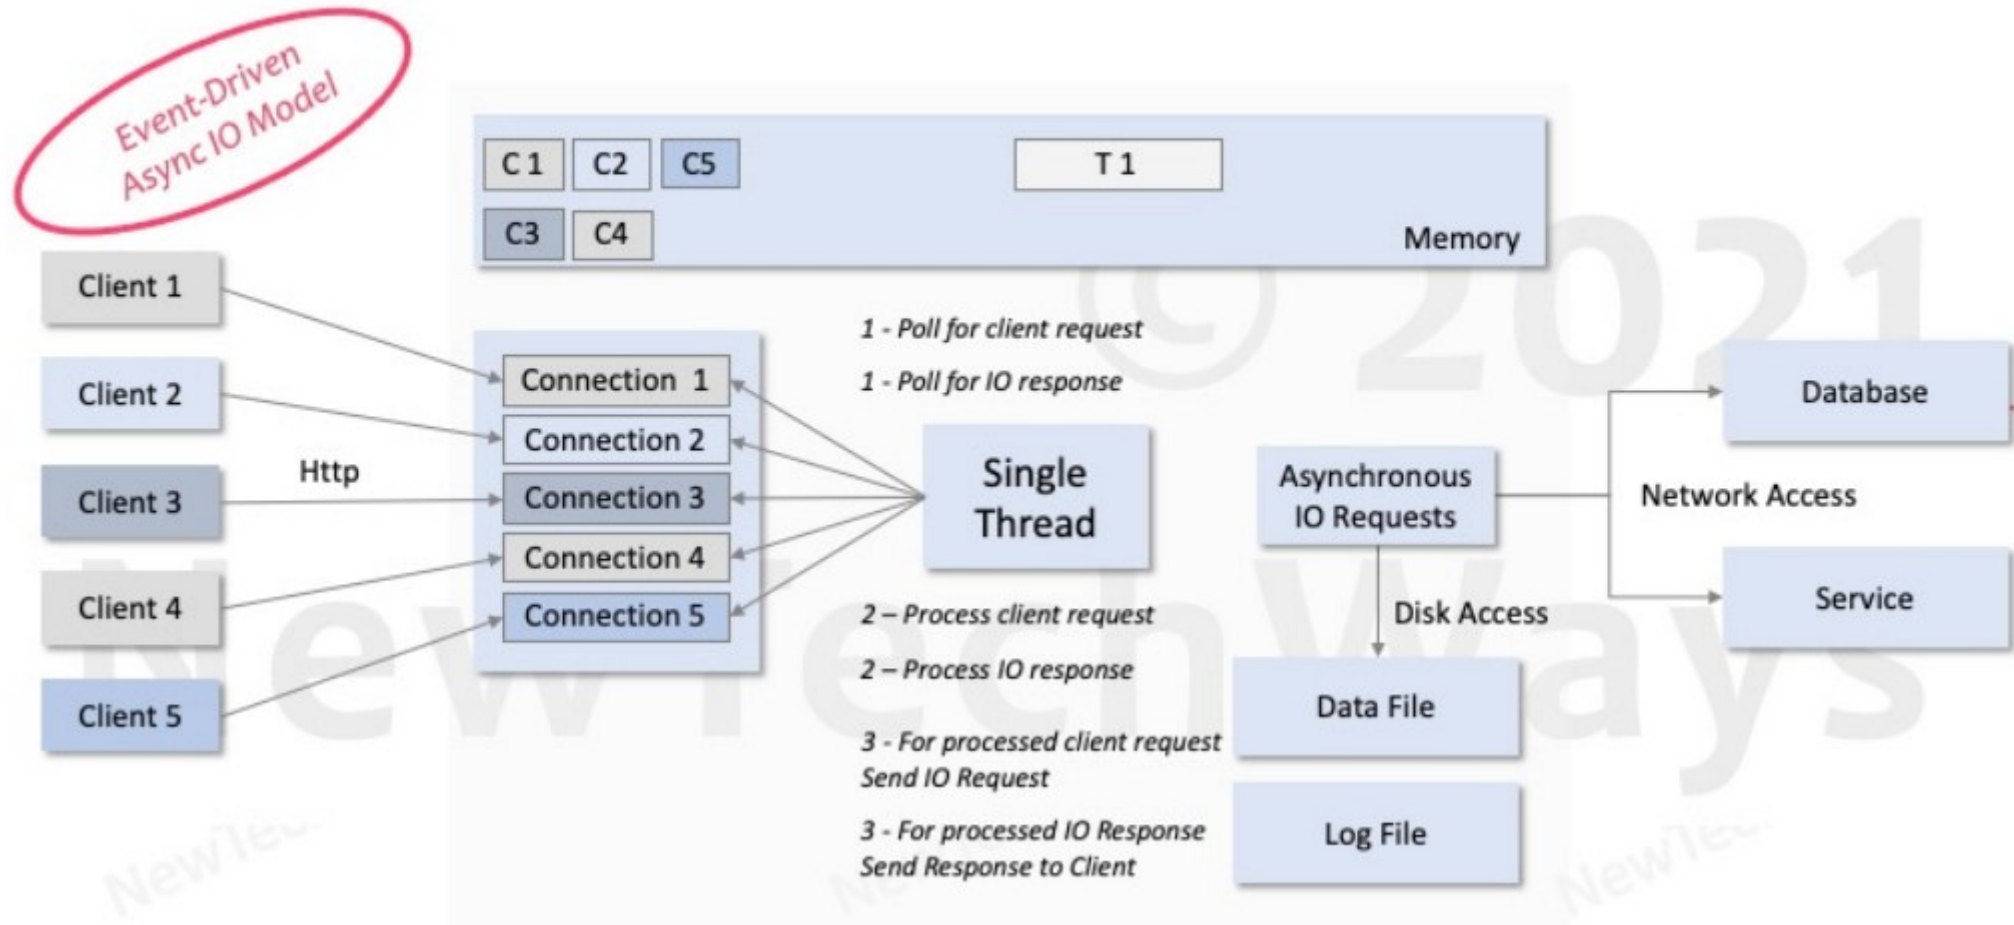 Event-Driven
Async IO Model
C 1
C2
C5
T 1
C3
C4
Memory
Client 1
Client 2
Client 3
Client 4
Client 5
Http
Connection 1
Connection 2
Connection 3
Connection 4
Connection 5
1 - Poll for client request
1 - Poll for IO response
Single
Thread
2 – Process client request
2 – Process IO response
3 - For processed client request
Send IO Request
3 - For processed IO Response
Send Response to Client
Asynchronous
IO Requests
Disk Access
Data File
Log File
Network Access
Database
Service
© 2021
NewTechWays